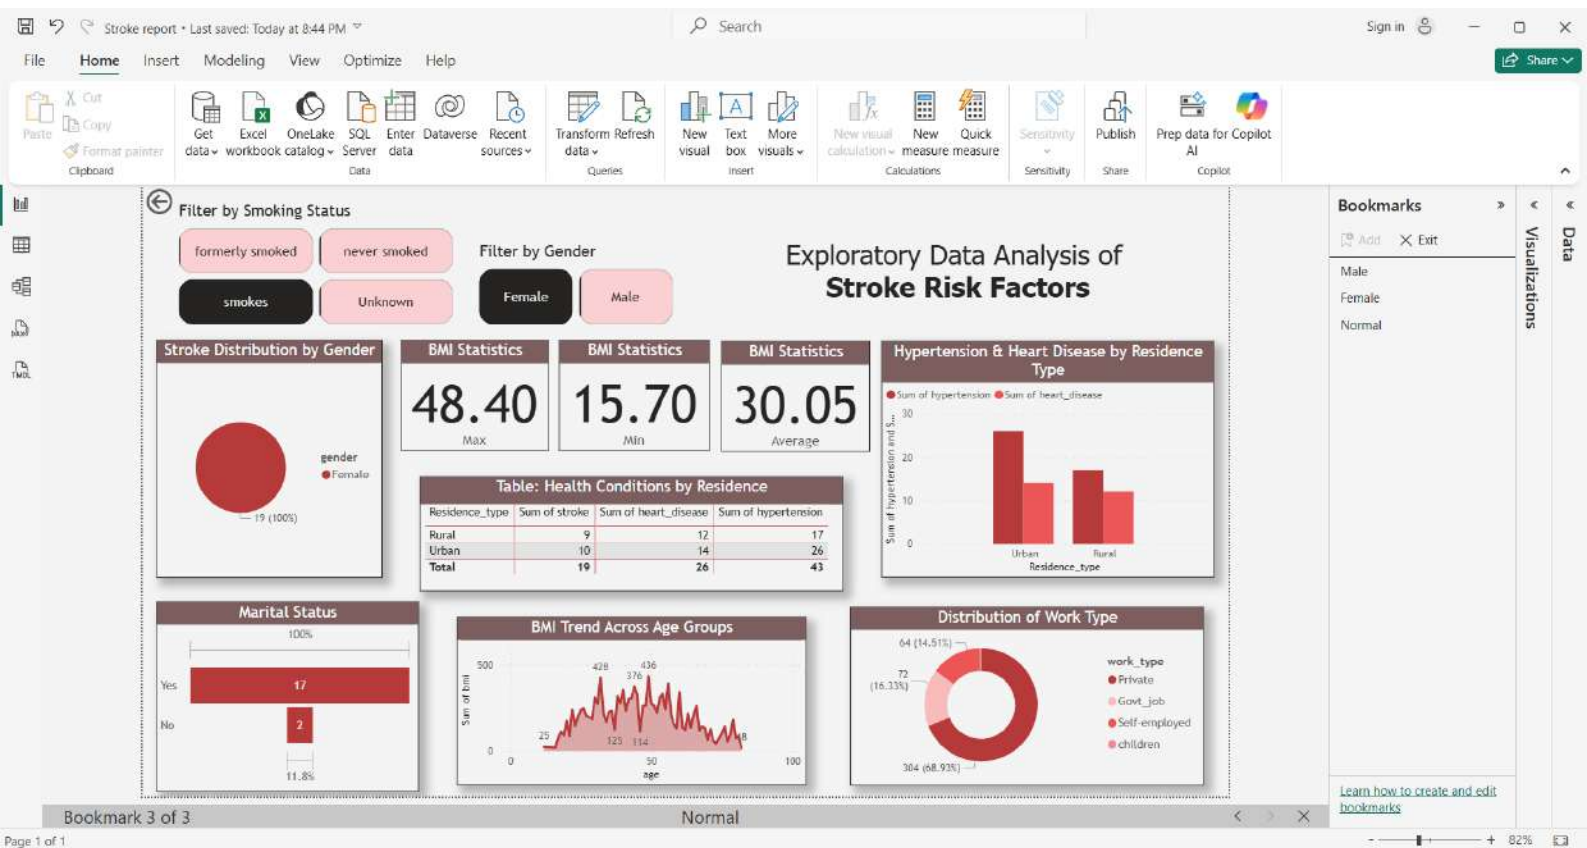 Stroke report • Last saved: Today at 8:44 PM
Search
Sign in
File Home Insert Modeling View Optimize Help
Share
Paste
Cut
Copy
Format painter
Clipboard
Get data
Excel workbook
OneLake catalog
SQL Server
Enter data
Dataverse
Recent sources
Data
Transform data
Refresh
Queries
New visual
Text box
More visuals
Insert
New visual calculation
New measure
Quick measure
Calculations
Sensitivity
Sensitivity
Publish
Share
Prep data for AI
Copilot
Copilot
Filter by Smoking Status
formerly smoked
never smoked
smokes
Unknown
Filter by Gender
Female
Male
Exploratory Data Analysis of
Stroke Risk Factors
Stroke Distribution by Gender
gender
Female
19 (100%)
BMI Statistics
48.40
Max
BMI Statistics
15.70
Min
BMI Statistics
30.05
Average
Hypertension & Heart Disease by Residence
Type
Sum of hypertension Sum of heart_disease
Sum of hypertension and S...
30
20
10
0
Urban Rural
Residence_type
Table: Health Conditions by Residence
Residence_type Sum of stroke Sum of heart_disease Sum of hypertension
Rural 9 12 17
Urban 10 14 26
Total 19 26 43
Marital Status
100%
Yes 17
No 2
11.8%
BMI Trend Across Age Groups
Sum of bmi
500
0
25
428
376
436
125
114
0 50 100
age
Distribution of Work Type
64 (14.51%)
72
(16.33%)
304 (68.93%)
work_type
Private
Govt_job
Self-employed
children
Bookmarks
Add Exit
Male
Female
Normal
Learn how to create and edit
bookmarks
Visualizations
Data
Bookmark 3 of 3
Normal
Page 1 of 1
- + 82%